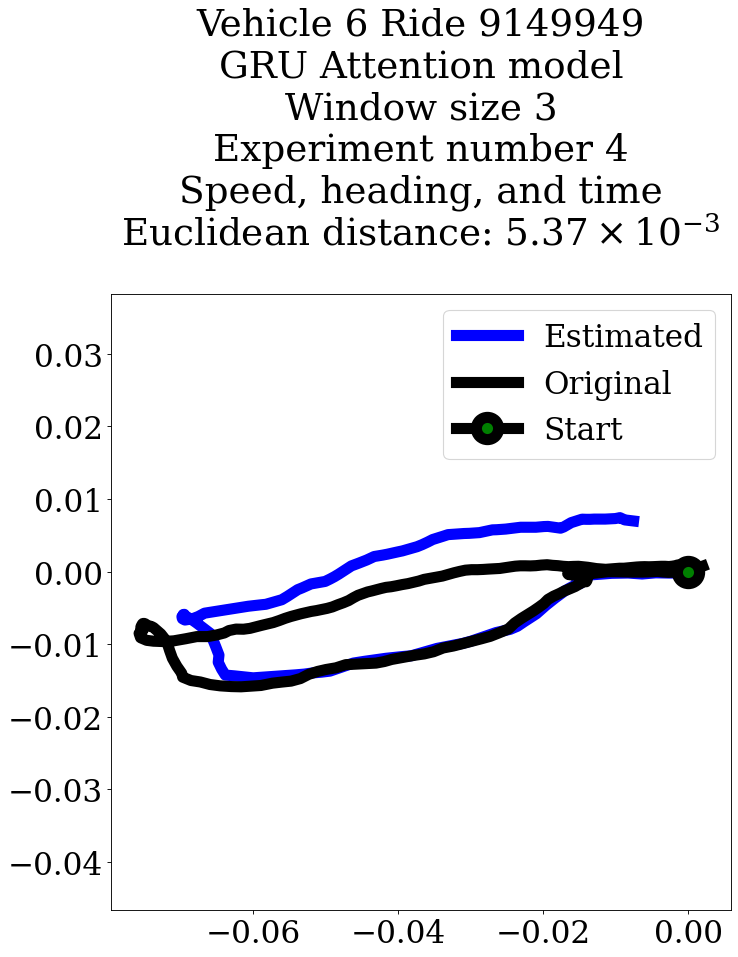 Vehicle 6 Ride 9149949
GRU Attention model
Window size 3
Experiment number 4
Speed, heading, and time
Euclidean distance: 5.37 × 10⁻³
Estimated
Original
Start
0.03
0.02
0.01
0.00
−0.01
−0.02
−0.03
−0.04
−0.06
−0.04
−0.02
0.00